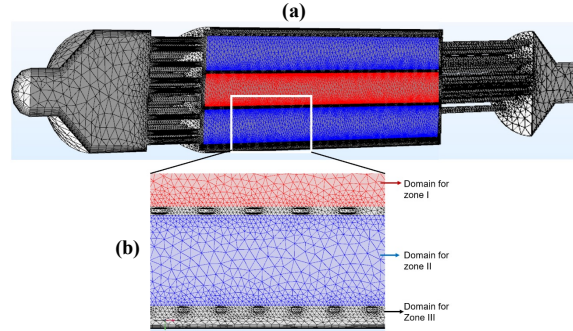 (a)
Domain for
zone I
(b)
Domain for
zone II
Domain for
Zone III